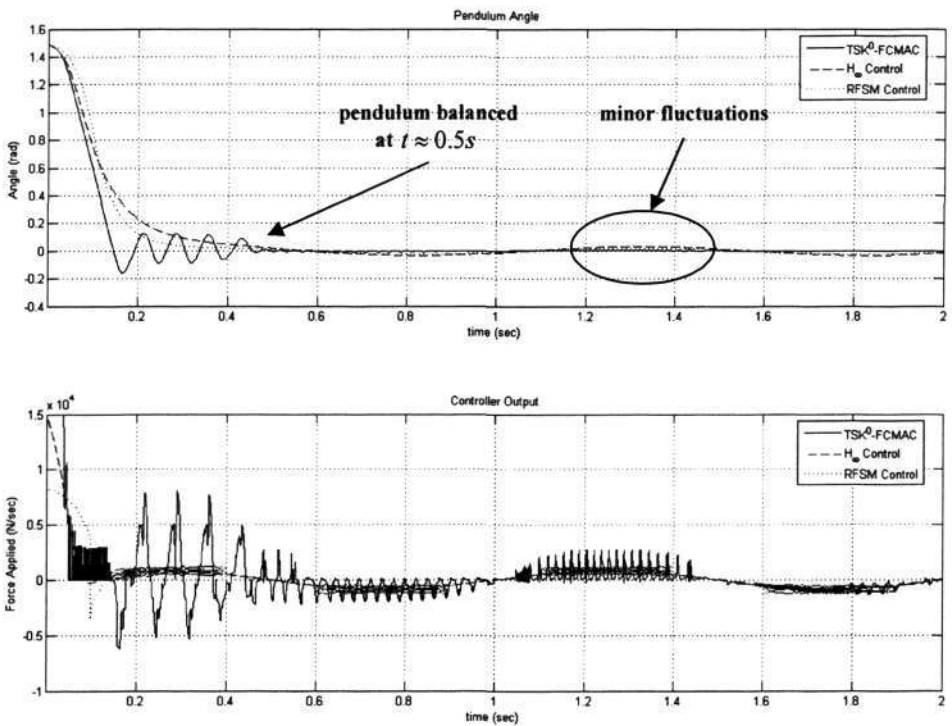 Pendulum Angle
1.6
1.4
1.2
1
0.8
0.6
0.4
0.2
0
-0.2
-0.4
Angle (rad)
TSK⁰-FCMAC
H∞ Control
RFSM Control
pendulum balanced
at t ≈ 0.5s
minor fluctuations
0.2 0.4 0.6 0.8 1 1.2 1.4 1.6 1.8 2
time (sec)
Controller Output
x 10⁴
1.5
1
0.5
0
-0.5
-1
Force Applied (N/sec)
TSK⁰-FCMAC
H∞ Control
RFSM Control
0.2 0.4 0.6 0.8 1 1.2 1.4 1.6 1.8 2
time (sec)